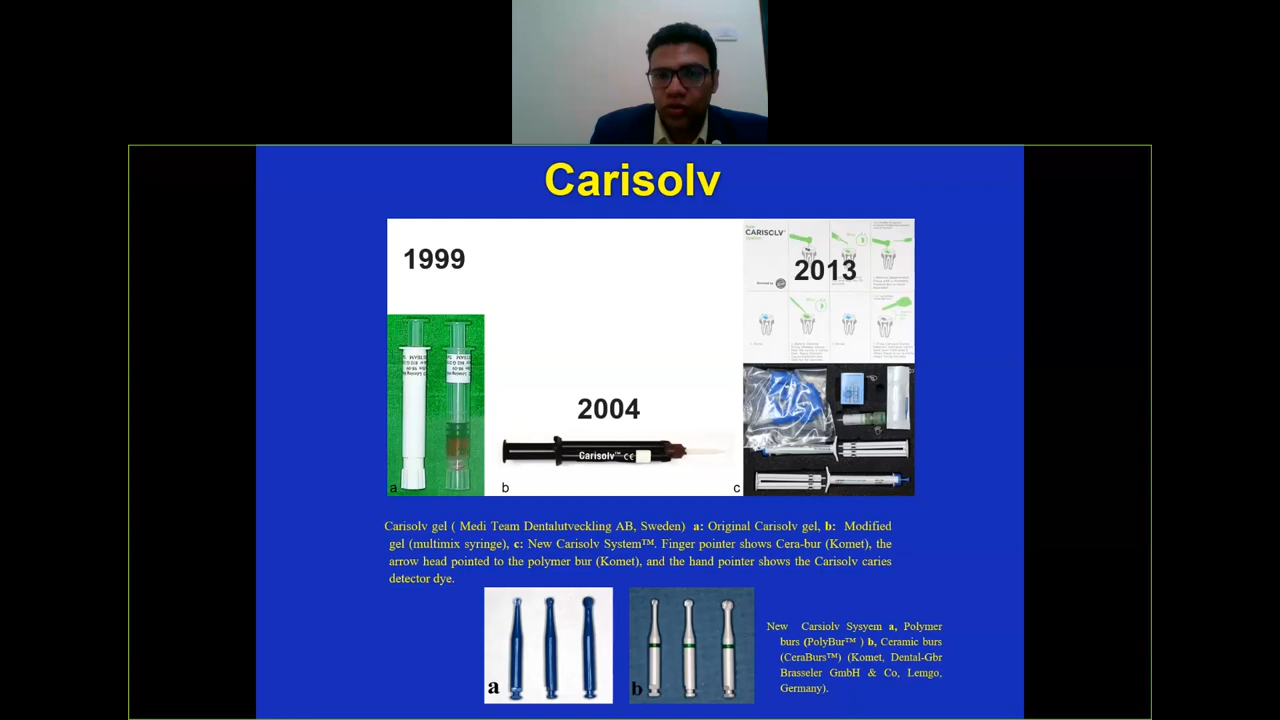 Carisolv
1999
CARISOLV
2013
2004
Carisolv™ CE
a
b
c
Carisolv gel ( Medi Team Dentalutveckling AB, Sweden) a: Original Carisolv gel, b: Modified
gel (multimix syringe), c: New Carisolv System™. Finger pointer shows Cera-bur (Komet), the
arrow head pointed to the polymer bur (Komet), and the hand pointer shows the Carisolv caries
detector dye.
a
b
New Carsiolv Sysyem a, Polymer
burs (PolyBur™ ) b, Ceramic burs
(CeraBurs™) (Komet, Dental-Gbr
Brasseler GmbH & Co, Lemgo,
Germany).